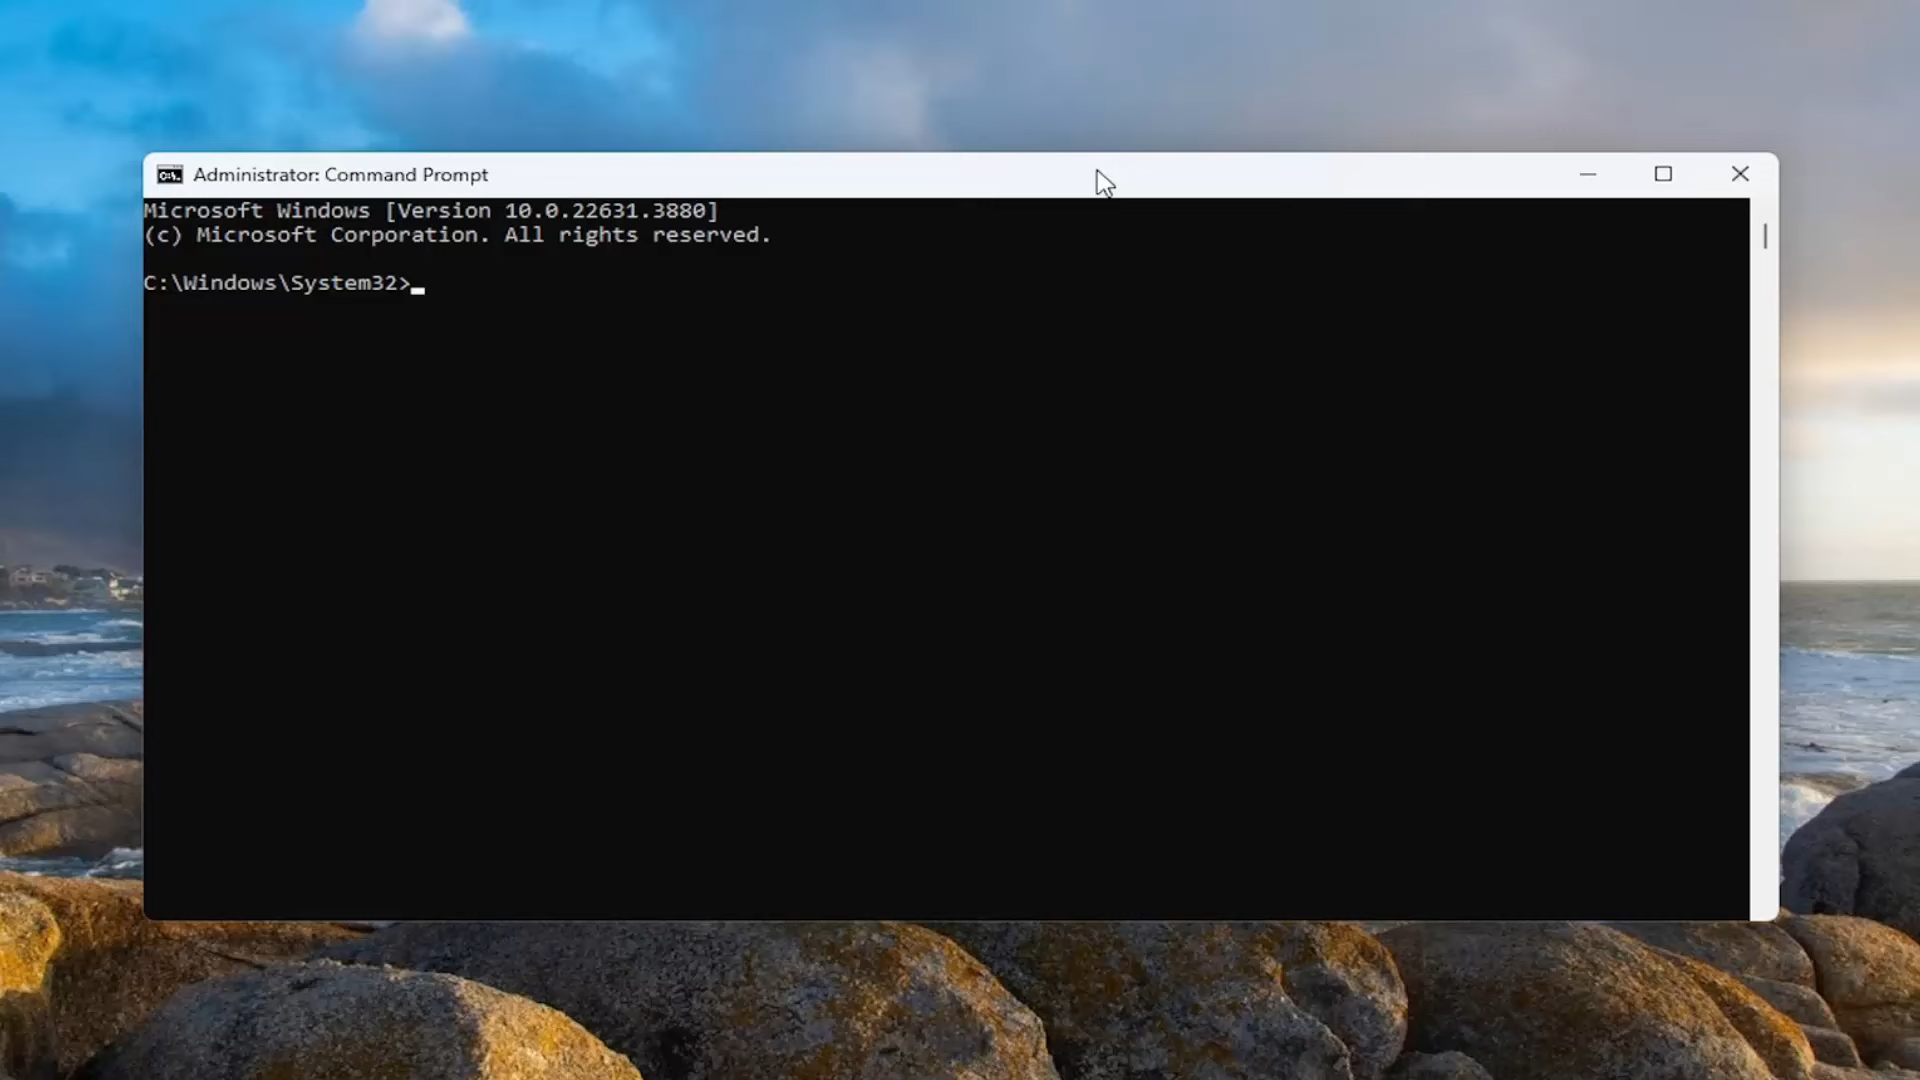 Administrator: Command Prompt
Microsoft Windows [Version 10.0.22631.3880]
(c) Microsoft Corporation. All rights reserved.
C:\Windows\System32>